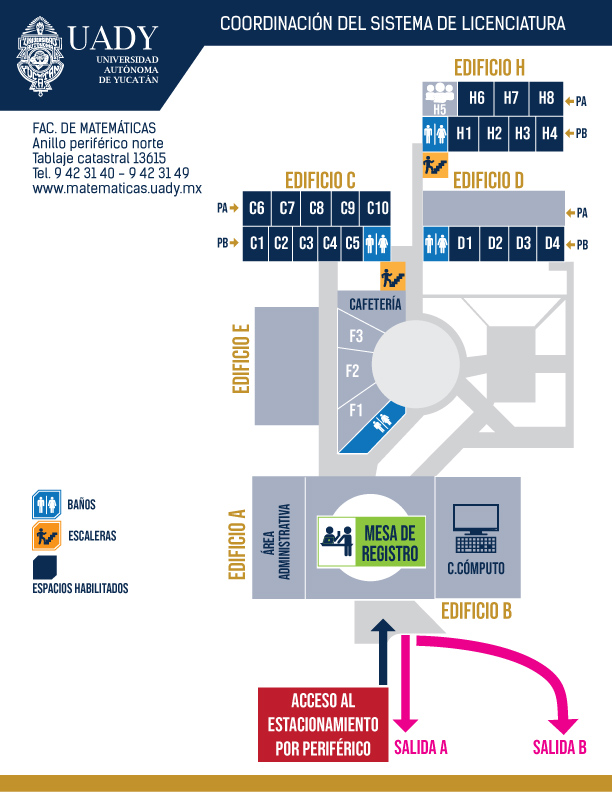 COORDINACIÓN DEL SISTEMA DE LICENCIATURA
UADY
UNIVERSIDAD
AUTÓNOMA
DE YUCATÁN
FAC. DE MATEMÁTICAS
Anillo periférico norte
Tablaje catastral 13615
Tel. 9 42 31 40 - 9 42 31 49
www.matematicas.uady.mx
EDIFICIO H
H5 H6 H7 H8 PA
H1 H2 H3 H4 PB
EDIFICIO C
PA C6 C7 C8 C9 C10
PB C1 C2 C3 C4 C5
EDIFICIO D
PA
D1 D2 D3 D4 PB
CAFETERÍA
F3
F2
F1
EDIFICIO E
BAÑOS
ESCALERAS
ESPACIOS HABILITADOS
EDIFICIO A
ÁREA
ADMINISTRATIVA
MESA DE
REGISTRO
C.CÓMPUTO
EDIFICIO B
ACCESO AL
ESTACIONAMIENTO
POR PERIFÉRICO
SALIDA A
SALIDA B